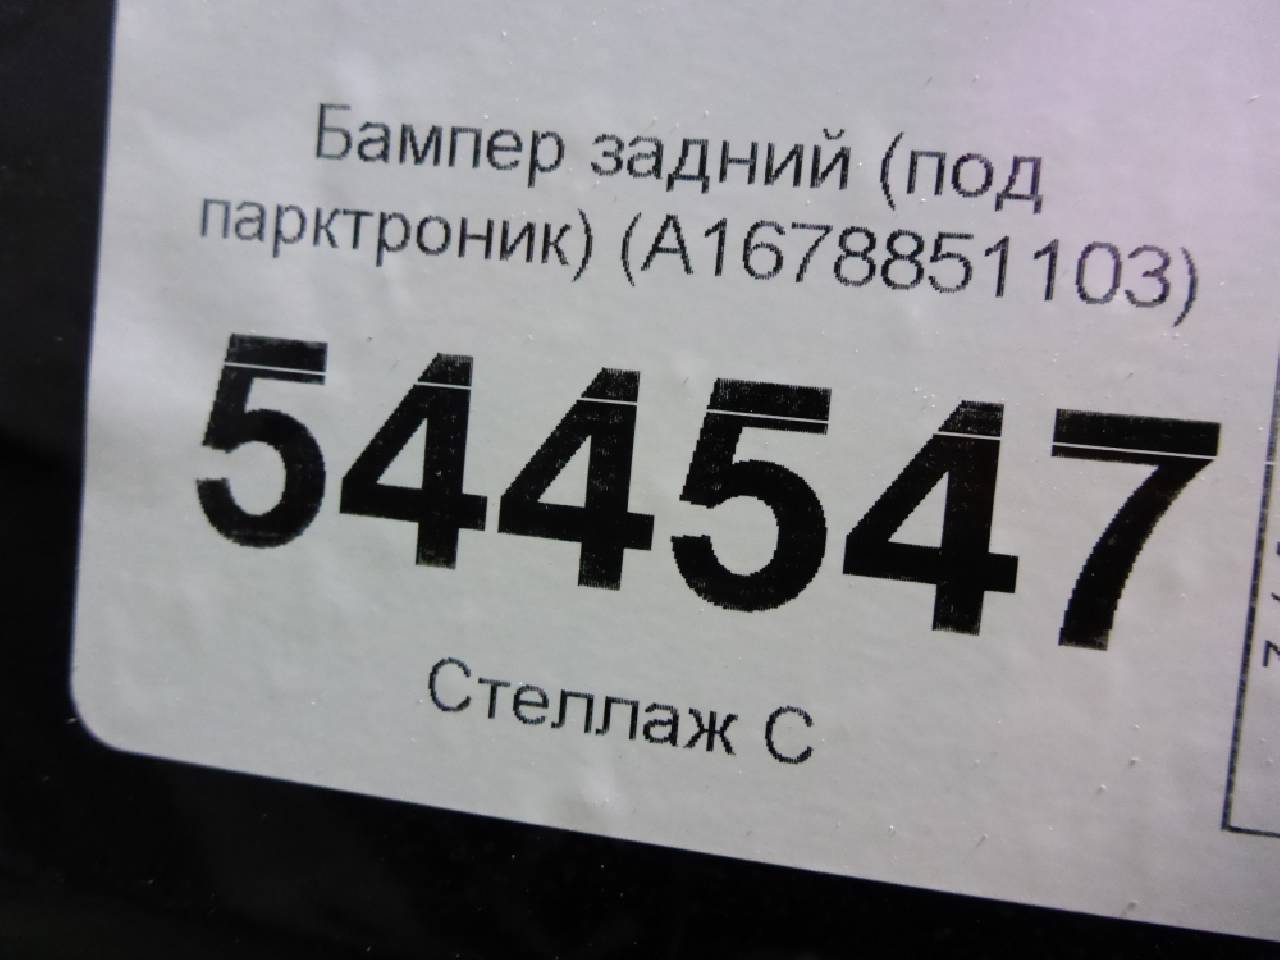 Бампер задний (под
парктроник) (A1678851103)
544547
Стеллаж С